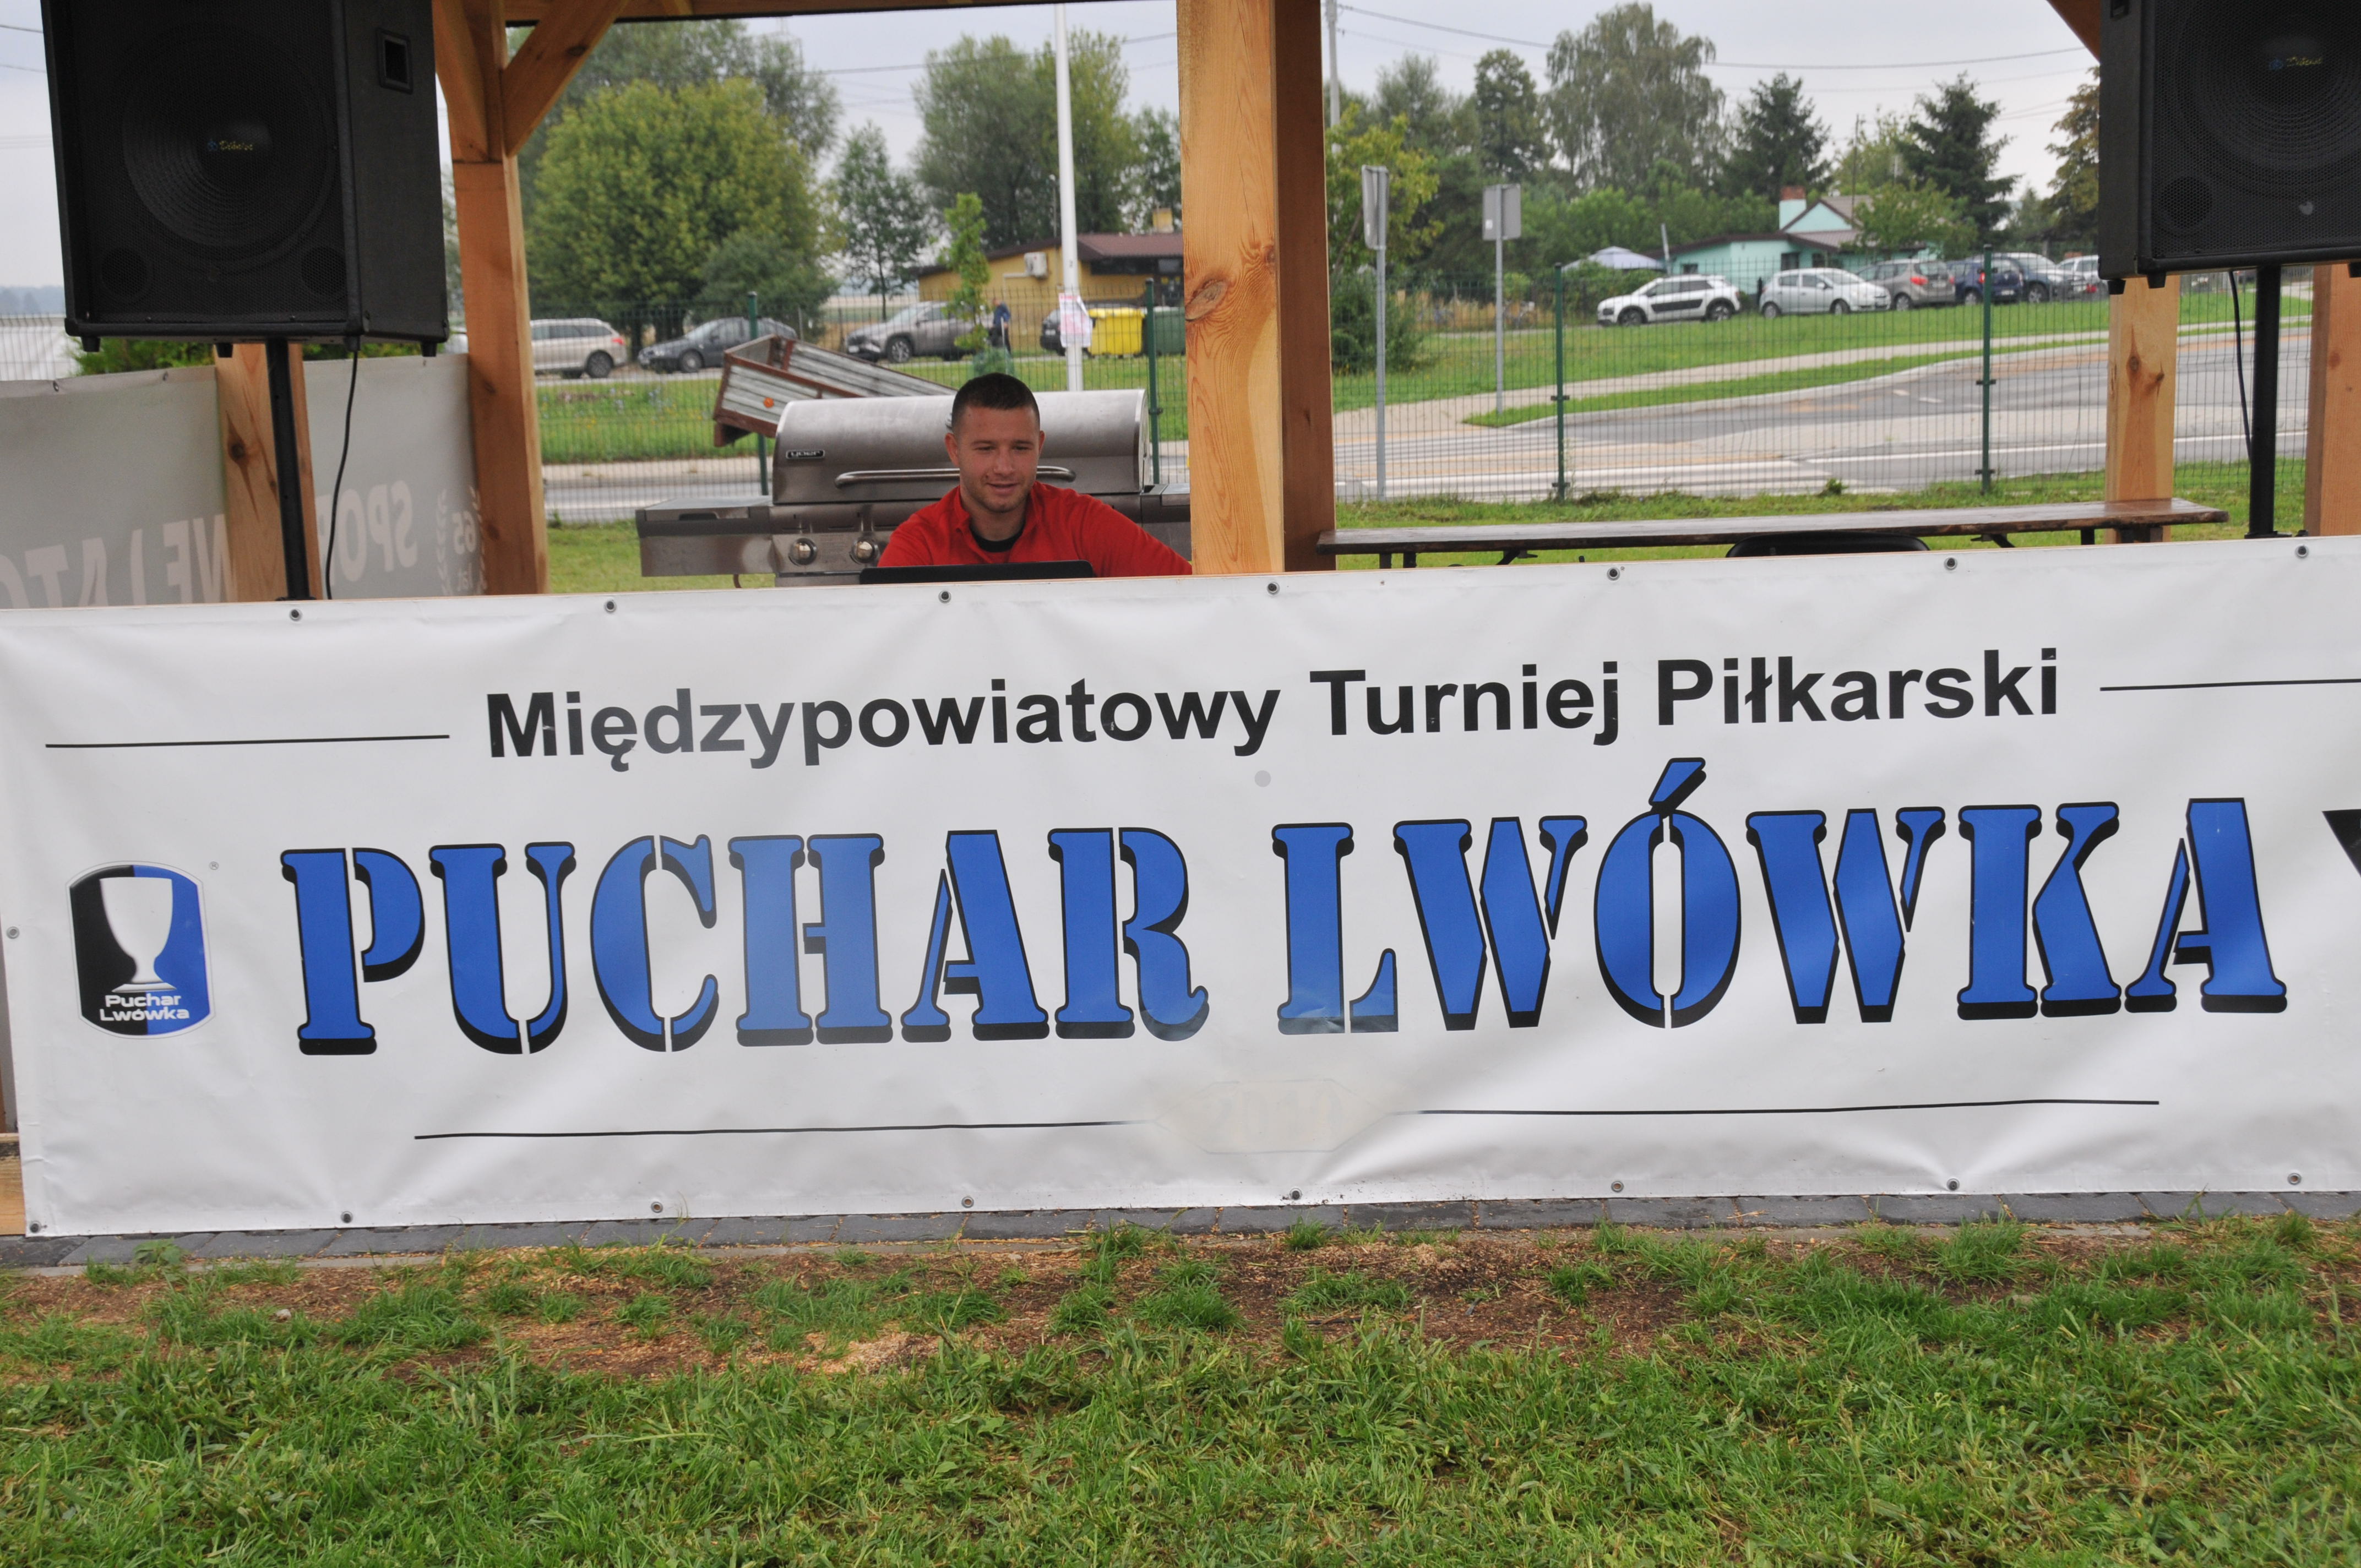 Międzypowiatowy Turniej Piłkarski
PUCHAR LWÓWKA
®
Puchar
Lwówka